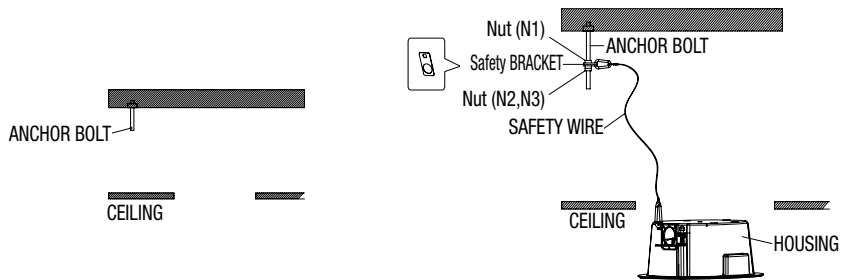 ANCHOR BOLT
CEILING
Nut (N1)
ANCHOR BOLT
Safety BRACKET
Nut (N2,N3)
SAFETY WIRE
CEILING
HOUSING